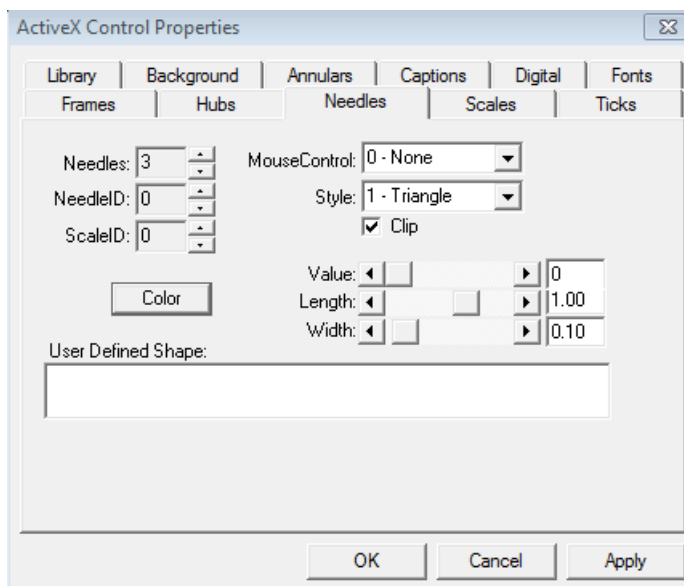 ActiveX Control Properties
Library Background Annulars Captions Digital Fonts
Frames Hubs Needles Scales Ticks
Needles: 3 MouseControl: 0 - None
NeedleID: 0 Style: 1 - Triangle
ScaleID: 0 Clip
Value: 0
Color Length: 1.00
Width: 0.10
User Defined Shape:
OK Cancel Apply